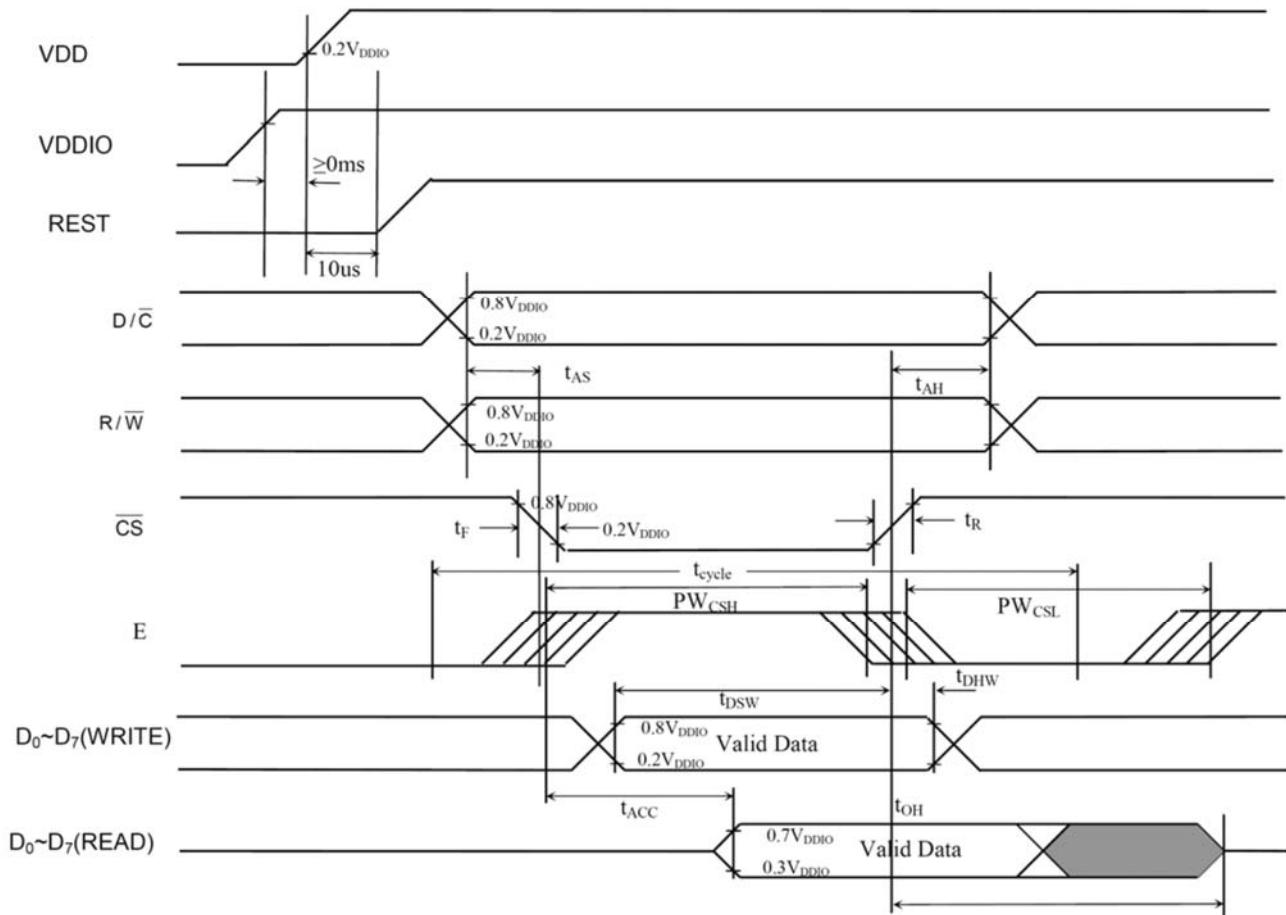 VDD
0.2VDDIO
VDDIO
≥0ms
REST
10us
D/C̅
0.8VDDIO
0.2VDDIO
tAS
tAH
R/W̅
0.8VDDIO
0.2VDDIO
C̅S̅
0.8VDDIO
tF
0.2VDDIO
tR
tcycle
PWCSH
PWCSL
E
tDSW
tDHW
D0~D7(WRITE)
0.8VDDIO
Valid Data
0.2VDDIO
tACC
tOH
D0~D7(READ)
0.7VDDIO
Valid Data
0.3VDDIO